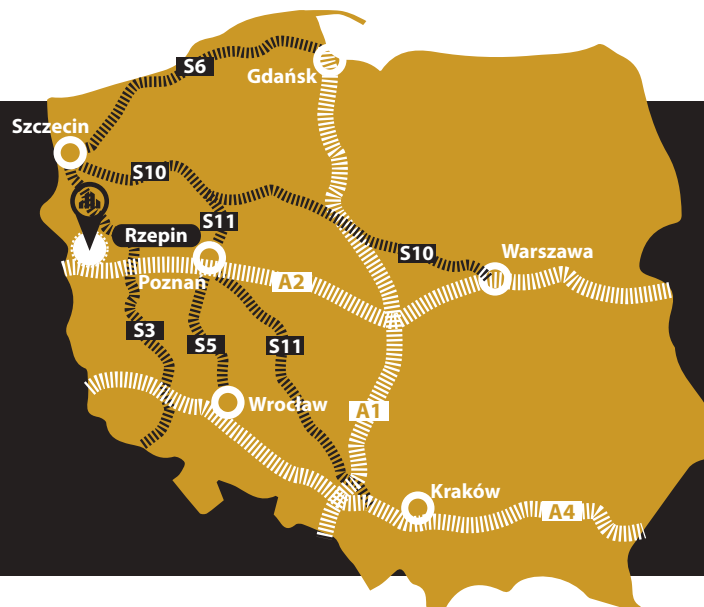 S6
Gdańsk
Szczecin
S10
S11
Rzepin
Warszawa
S10
Poznań
A2
S3
S5
S11
Wrocław
A1
Kraków
A4